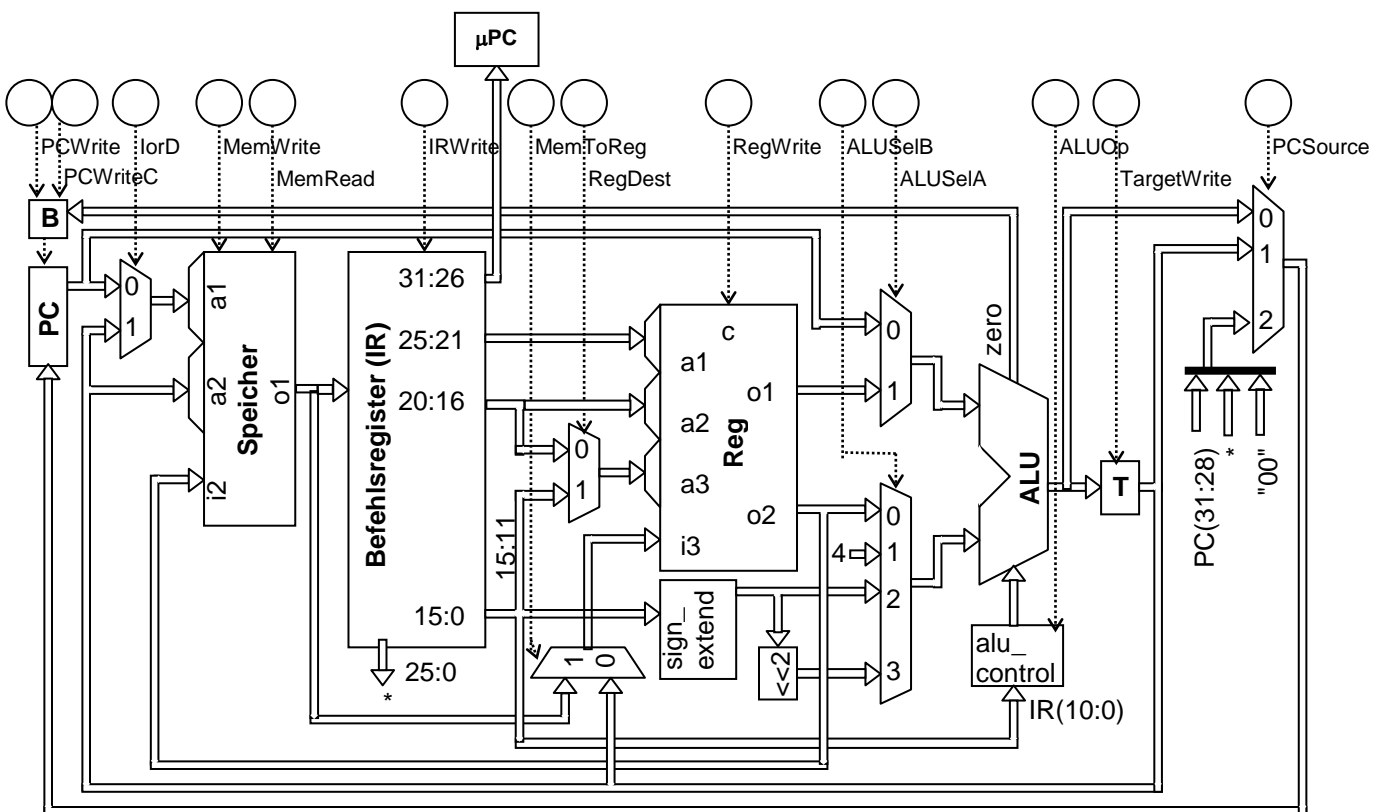 µPC
PCWrite
IorD
MemWrite
IRWrite
MemToReg
RegWrite
ALUSelB
ALUOp
PCSource
PCWriteC
MemRead
RegDest
ALUSelA
TargetWrite
B
PC
0
1
a1
a2
i2
o1
Speicher
Befehlsregister (IR)
31:26
25:21
20:16
15:0
25:0
*
15:11
0
1
1
0
c
a1
a2
a3
i3
o1
o2
Reg
sign_
extend
<<2
0
1
4
0
1
2
3
zero
ALU
alu_
control
IR(10:0)
T
0
1
2
PC(31:28)
*
"00"